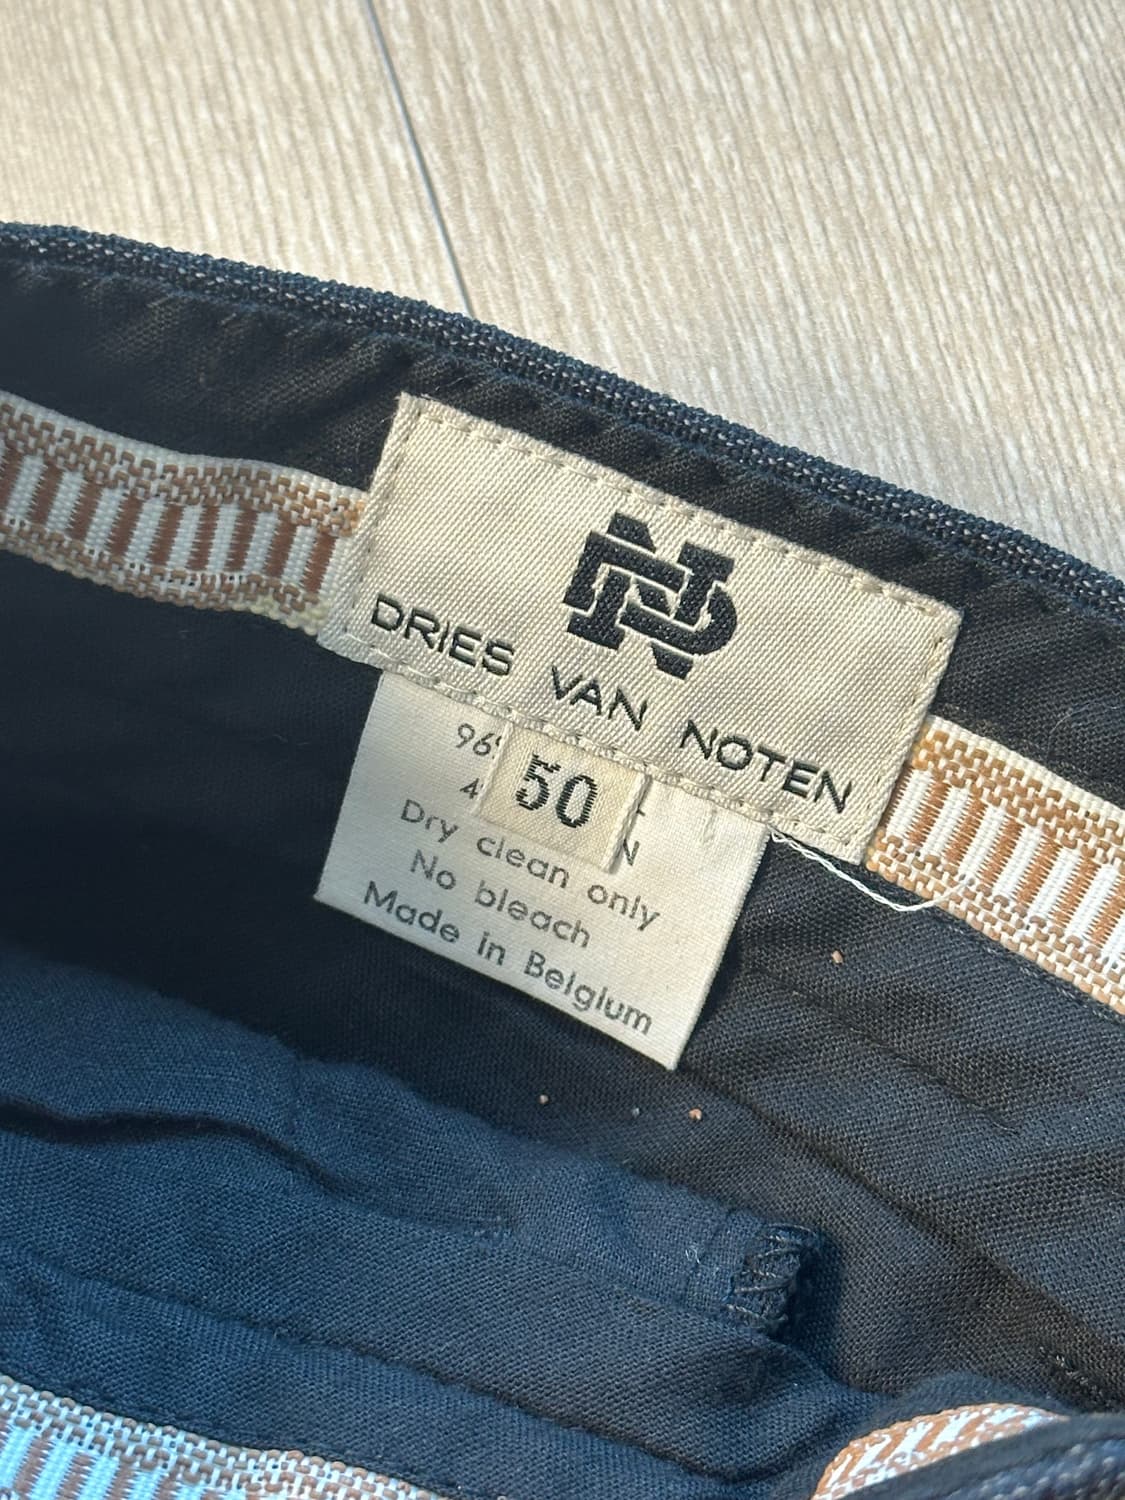 DRIES VAN NOTEN
50
Dry clean only
No bleach
Made in Belgium